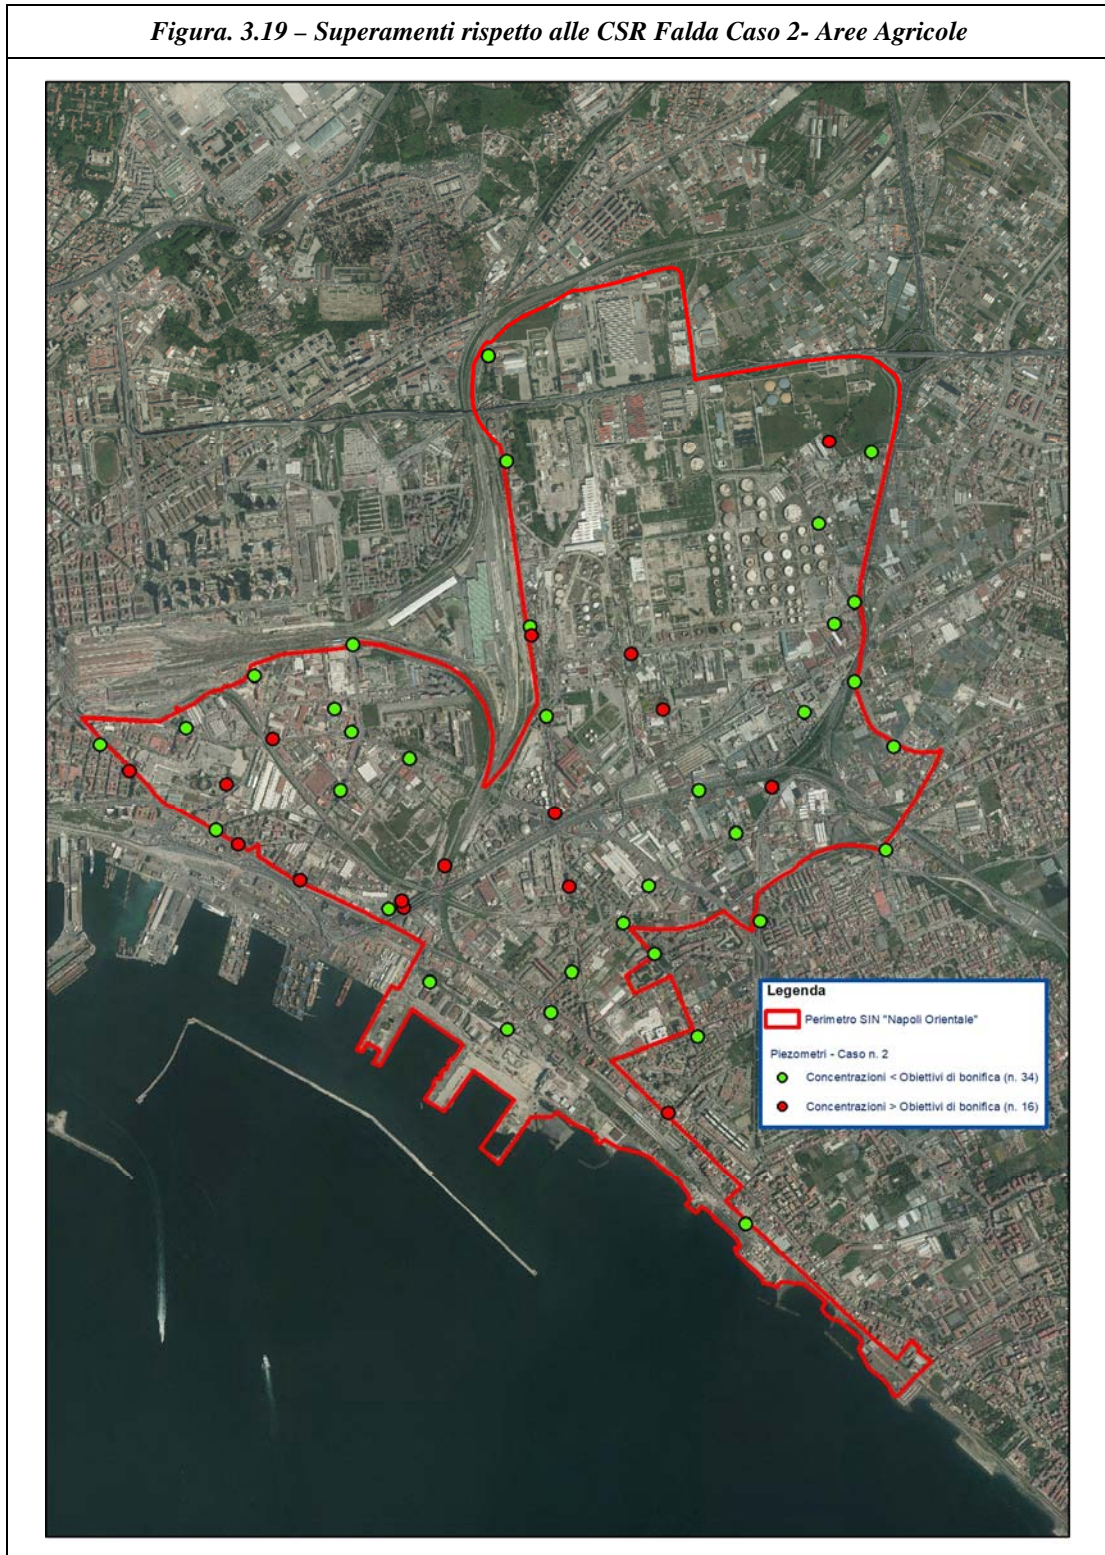 Figura. 3.19 – Superamenti rispetto alle CSR Falda Caso 2- Aree Agricole
Legenda
Perimetro SIN "Napoli Orientale"
Piezometri - Caso n. 2
Concentrazioni < Obiettivi di bonifica (n. 34)
Concentrazioni > Obiettivi di bonifica (n. 16)